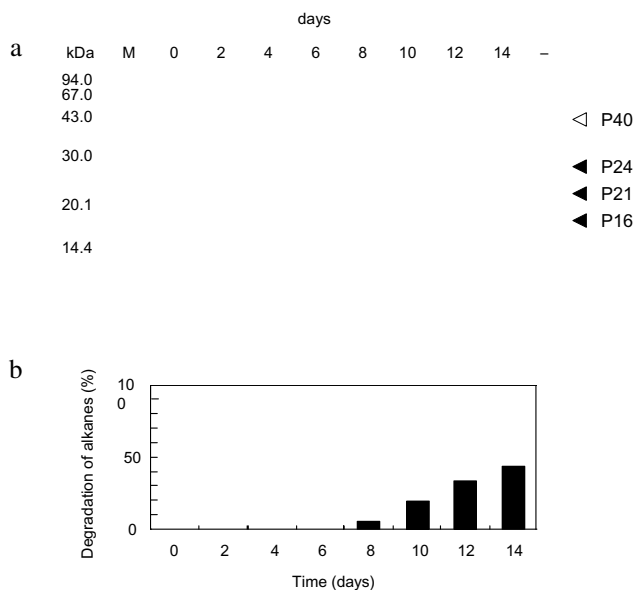 days
a kDa M 0 2 4 6 8 10 12 14 –
94.0
67.0
43.0
P40
30.0
P24
P21
20.1
P16
14.4
b
Degradation of alkanes (%)
10
0
50
0
0 2 4 6 8 10 12 14
Time (days)